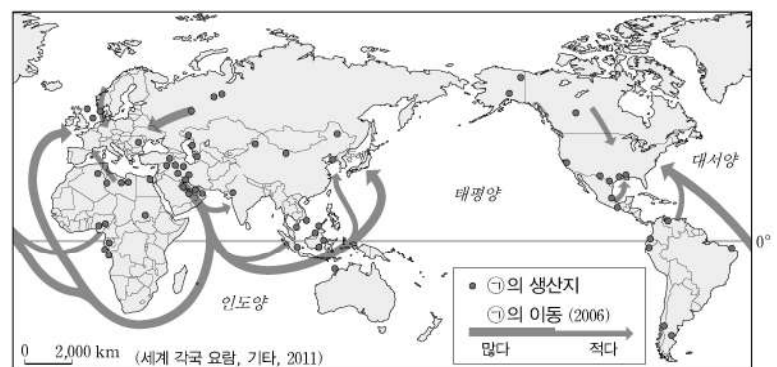 대서양
태평양
0°
인도양
㉠의 생산지
㉠의 이동 (2006)
많다 적다
0 2,000 km (세계 각국 요람, 기타, 2011)